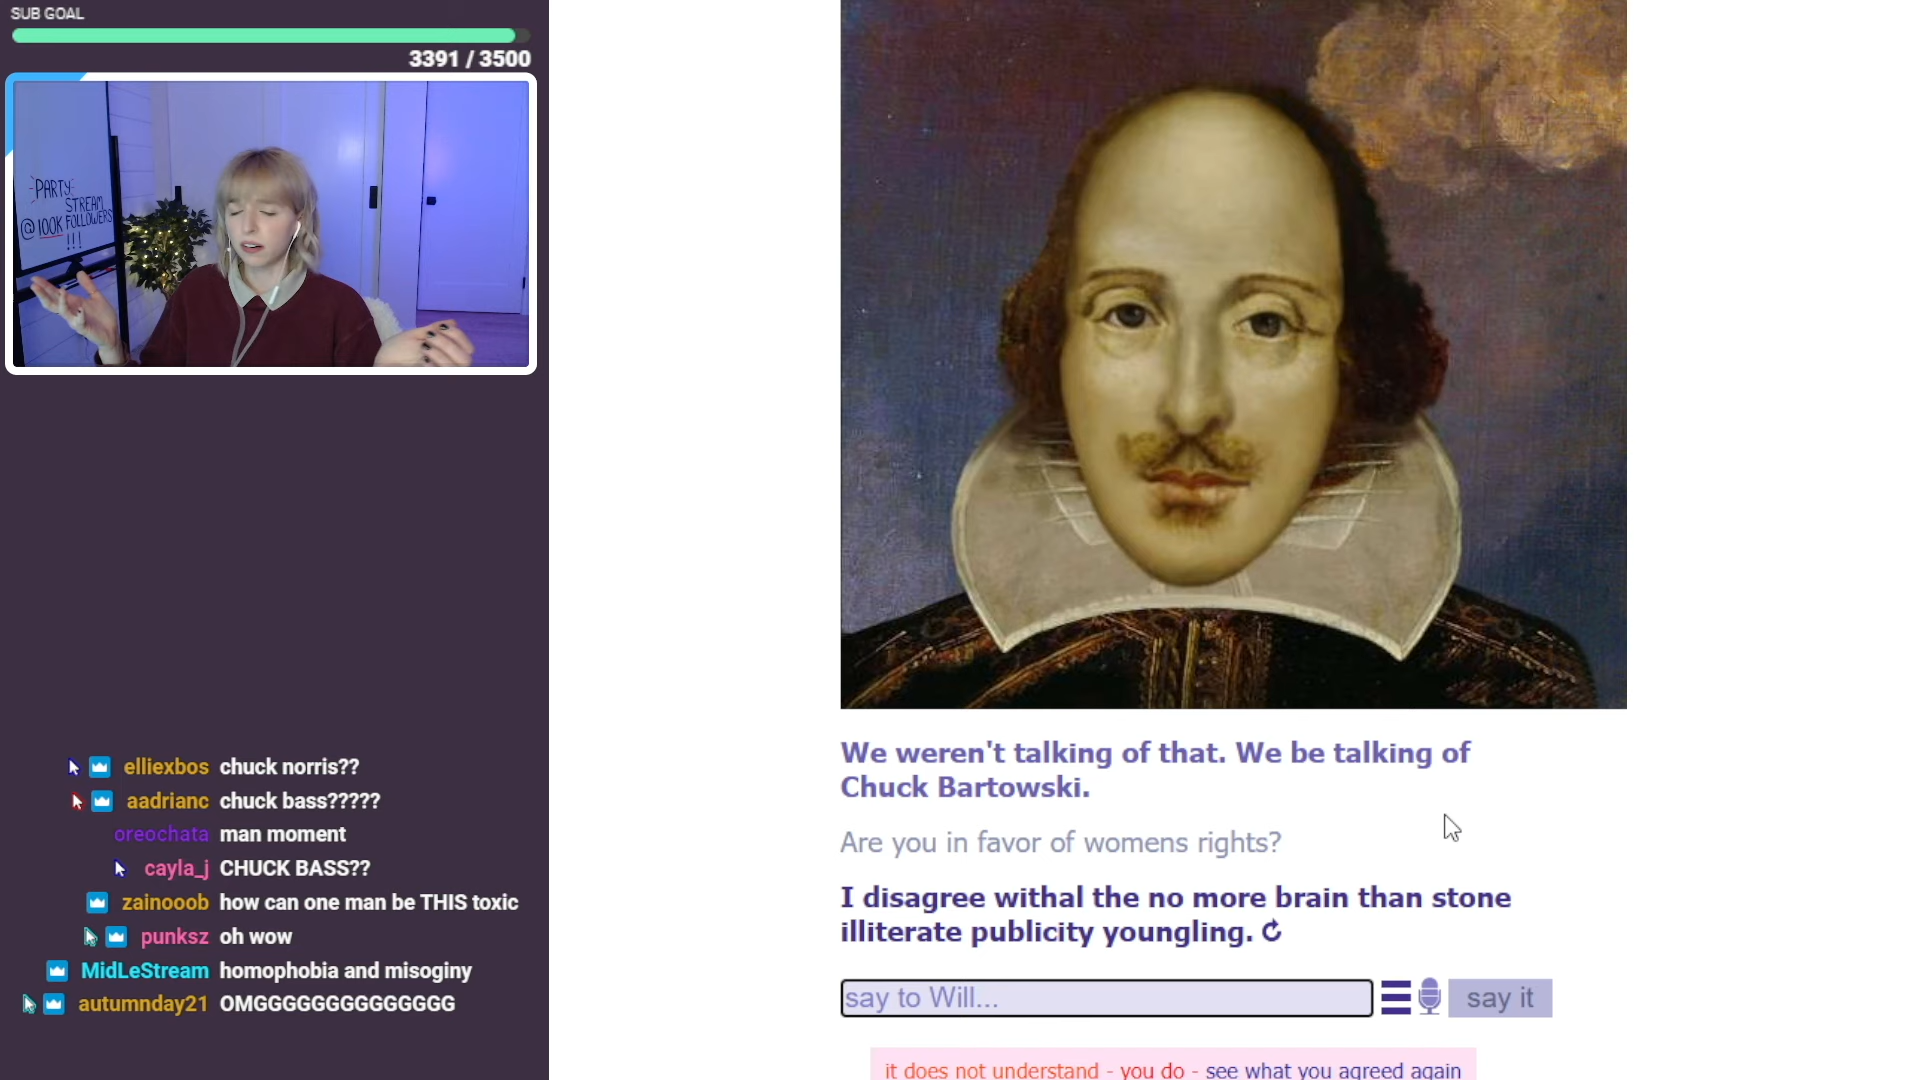 SUB GOAL
3391 / 3500
PARTY
STREAM
@100K FOLLOWERS
!!!
elliexbos chuck norris??
aadrianc chuck bass?????
oreochata man moment
cayla_j CHUCK BASS??
zainooob how can one man be THIS toxic
punksz oh wow
MidLeStream homophobia and misoginy
autumnday21 OMGGGGGGGGGGGGGG
We weren't talking of that. We be talking of
Chuck Bartowski.
Are you in favor of womens rights?
I disagree withal the no more brain than stone
illiterate publicity youngling.
say to Will...
say it
it does not understand - you do - see what you agreed again